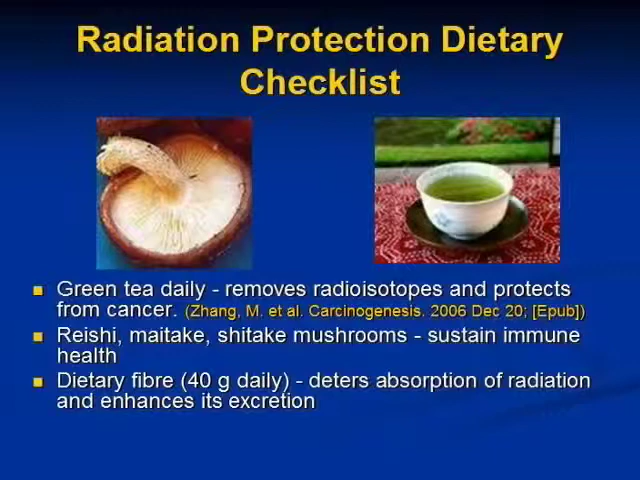 Radiation Protection Dietary
Checklist
Green tea daily - removes radioisotopes and protects
from cancer. (Zhang, M. et al. Carcinogenesis. 2006 Dec 20; [Epub])
Reishi, maitake, shitake mushrooms - sustain immune
health
Dietary fibre (40 g daily) - deters absorption of radiation
and enhances its excretion